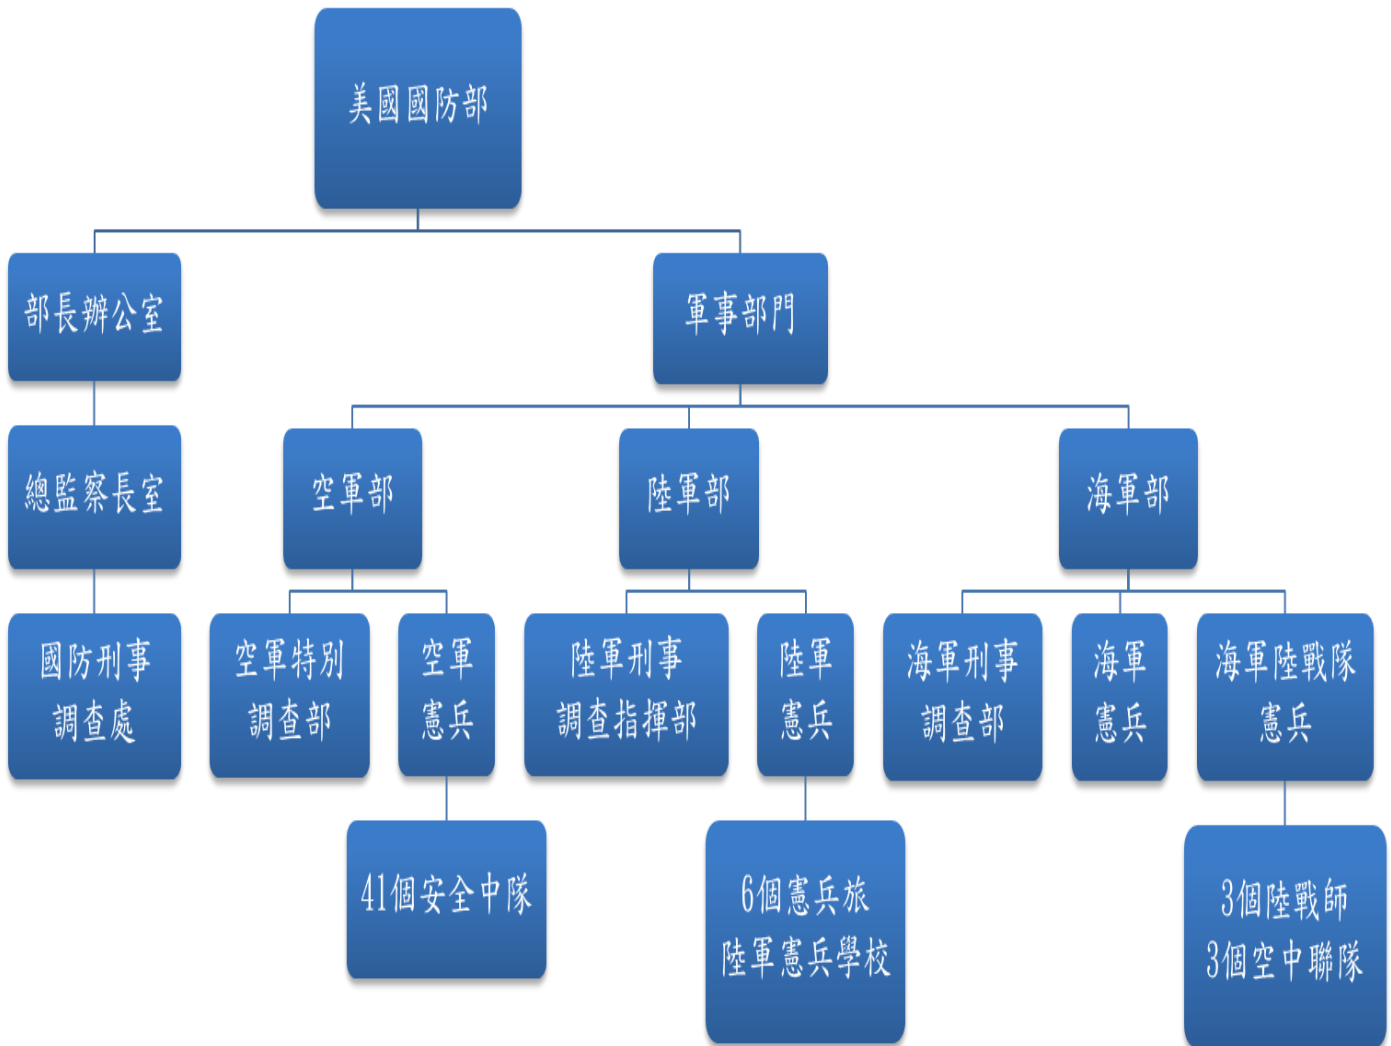 美國國防部
部長辦公室
軍事部門
總監察長室
空軍部
陸軍部
海軍部
國防刑事
調查處
空軍特別
調查部
空軍
憲兵
陸軍刑事
調查指揮部
陸軍
憲兵
海軍刑事
調查部
海軍
憲兵
海軍陸戰隊
憲兵
41個安全中隊
6個憲兵旅
陸軍憲兵學校
3個陸戰師
3個空中聯隊